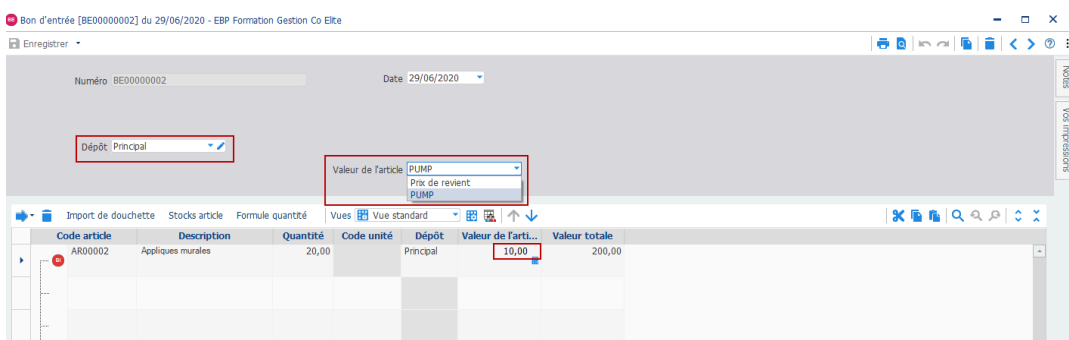 Bon d'entrée [BE00000002] du 29/06/2020 - EBP Formation Gestion Co Elite
Enregistrer
Numéro BE00000002
Date 29/06/2020
Dépôt Principal
Valeur de l'article PUMP
Prix de revient
PUMP
Notes
Vos impressions
Import de douchette Stocks article Formule quantité Vues Vue standard
Code article Description Quantité Code unité Dépôt Valeur de l'arti... Valeur totale
BI AR00002 Appliques murales 20,00 Principal 10,00 200,00